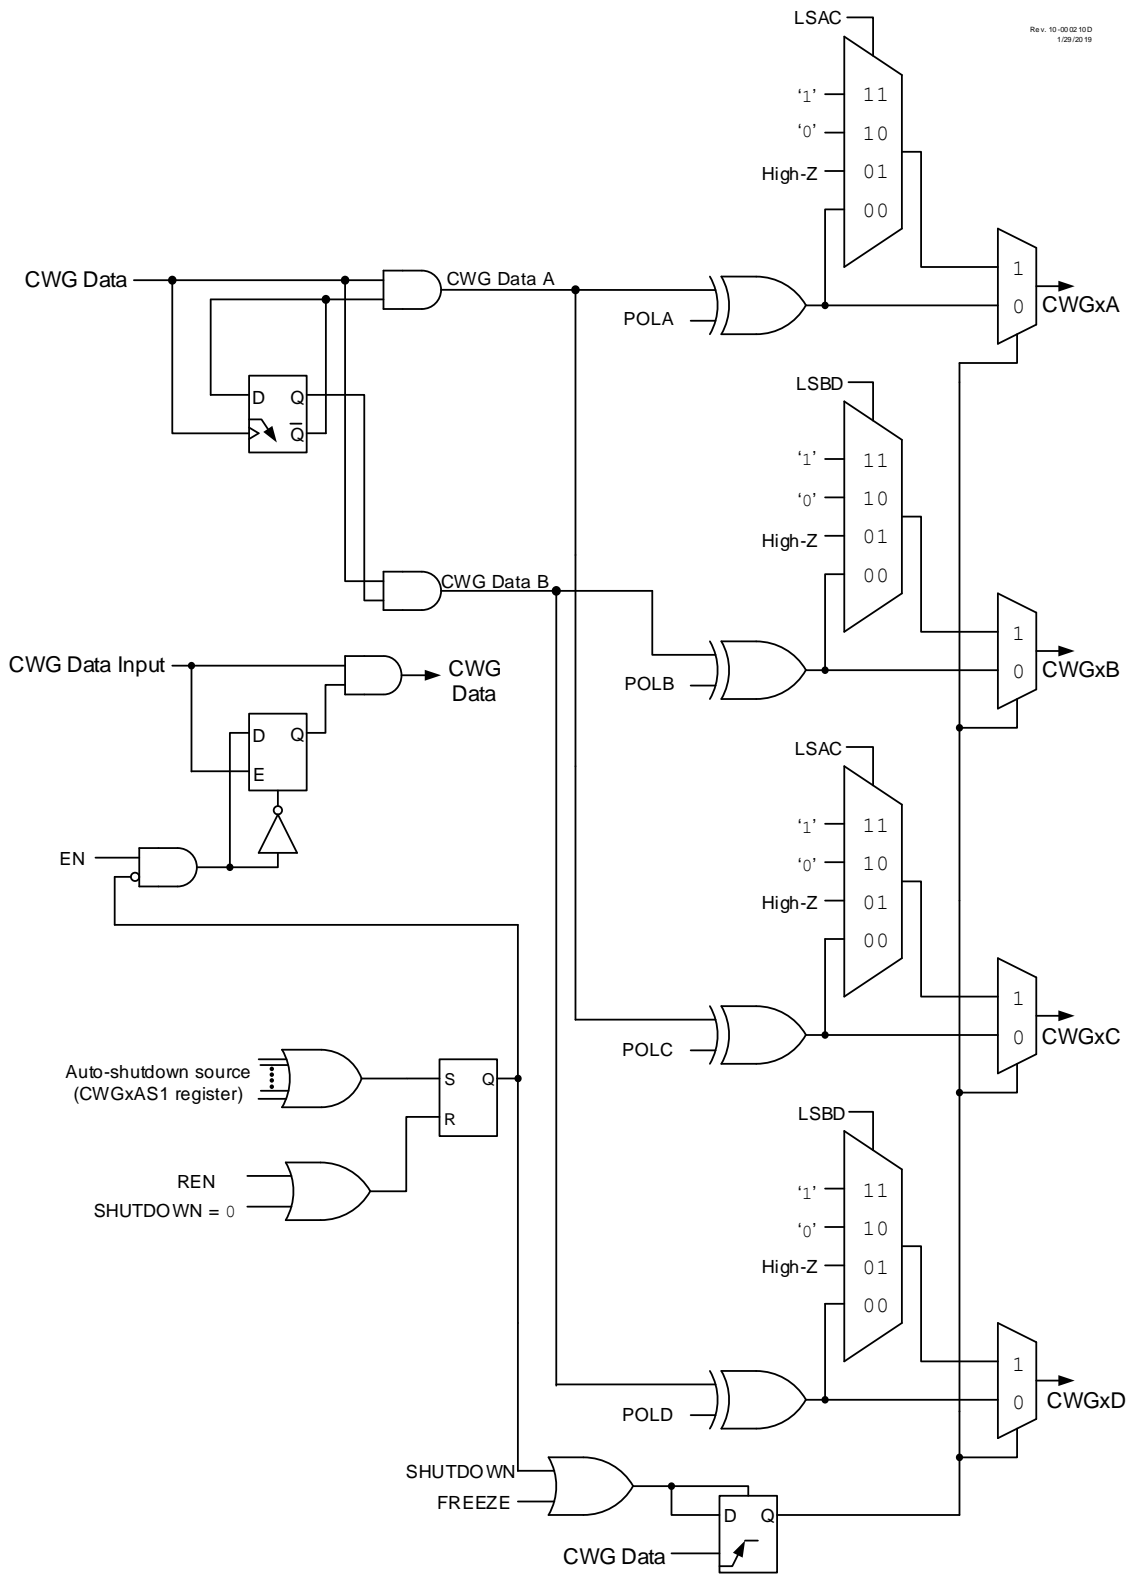 LSAC
Rev. 10-000210D
1/29/2019
‘1’
11
‘0’
10
High-Z
01
00
CWG Data
CWG Data A
POLA
1
0
CWGxA
D
Q
Q
LSBD
‘1’
11
‘0’
10
High-Z
01
00
CWG Data B
POLB
1
0
CWGxB
CWG Data Input
CWG
Data
D
Q
E
EN
LSAC
‘1’
11
‘0’
10
High-Z
01
00
POLC
1
0
CWGxC
Auto-shutdown source
(CWGxAS1 register)
S
Q
R
REN
SHUTDOWN = 0
LSBD
‘1’
11
‘0’
10
High-Z
01
00
POLD
1
0
CWGxD
SHUTDOWN
FREEZE
D
Q
CWG Data